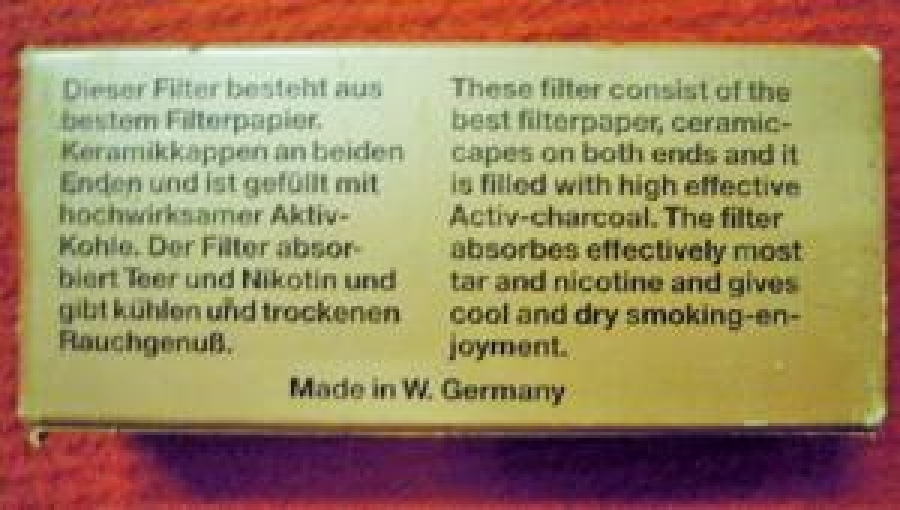 Dieser Filter besteht aus
bestem Filterpapier.
Keramikkappen an beiden
Enden und ist gefüllt mit
hochwirksamer Aktiv-
Kohle. Der Filter absor-
biert Teer und Nikotin und
gibt kühlen und trockenen
Rauchgenuß.
These filter consist of the
best filterpaper, ceramic-
capes on both ends and it
is filled with high effective
Activ-charcoal. The filter
absorbes effectively most
tar and nicotine and gives
cool and dry smoking-en-
joyment.
Made in W. Germany